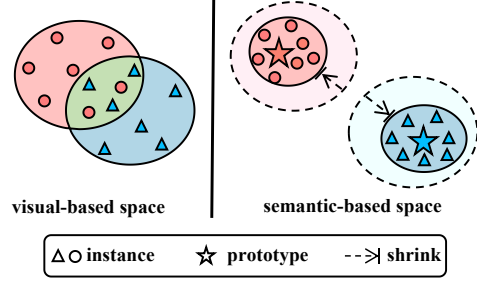 visual-based space
semantic-based space
instance prototype shrink